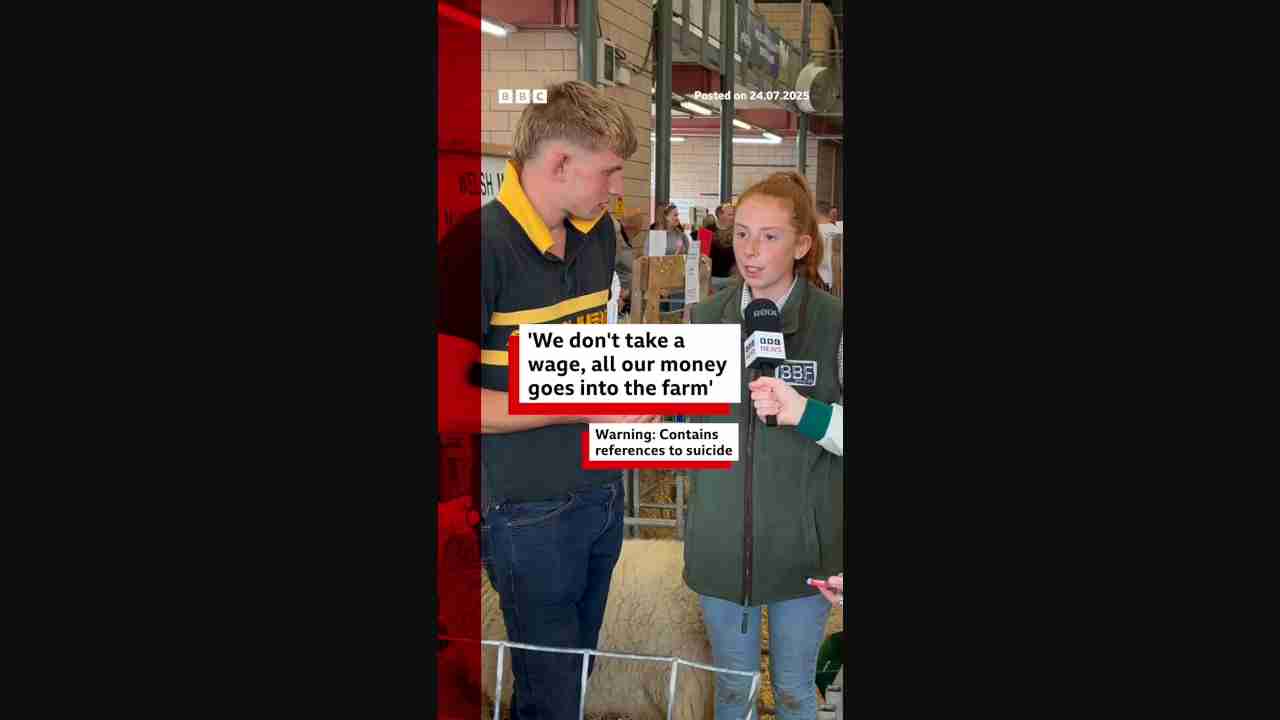 BBC
Posted on 24.07.2025
'We don't take a
wage, all our money
goes into the farm'
Warning: Contains
references to suicide
RØDE
BBC
NEWS
BBF